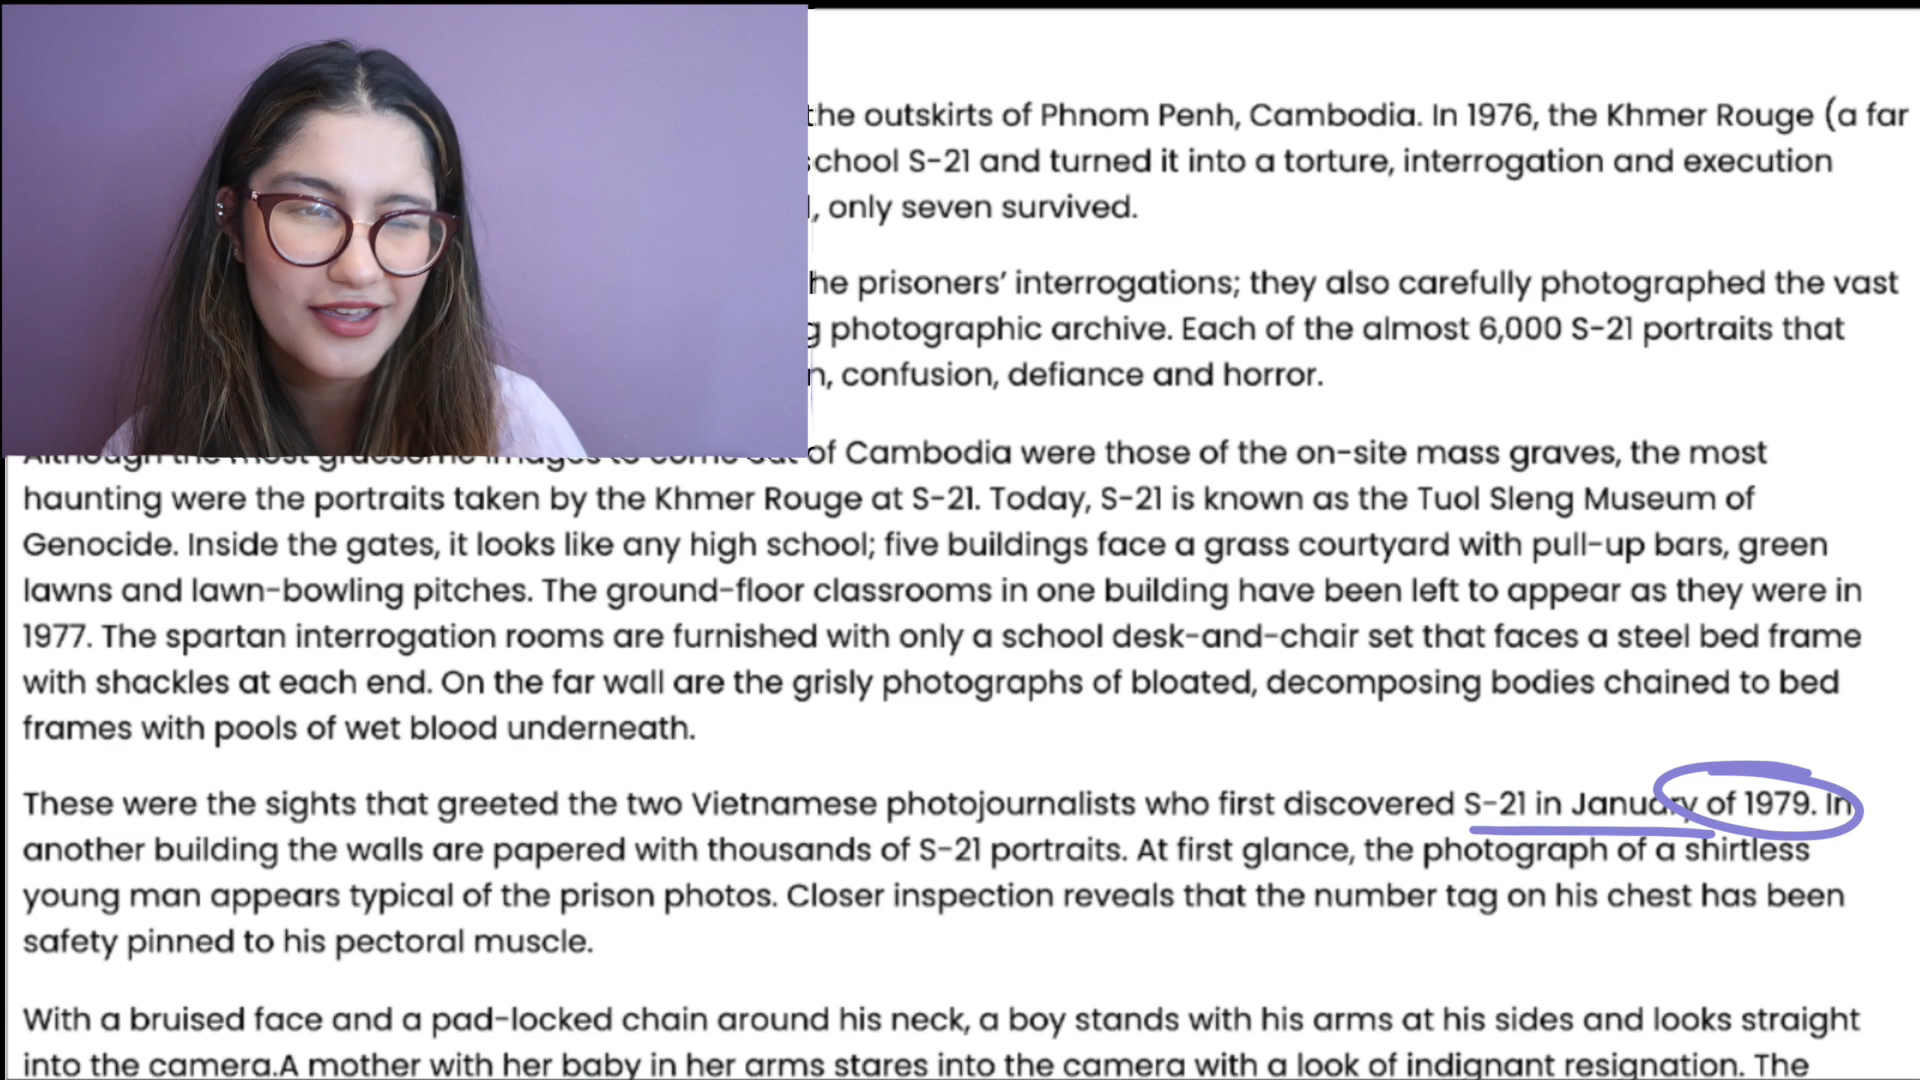 the outskirts of Phnom Penh, Cambodia. In 1976, the Khmer Rouge (a far
school S-21 and turned it into a torture, interrogation and execution
, only seven survived.
he prisoners’ interrogations; they also carefully photographed the vast
g photographic archive. Each of the almost 6,000 S-21 portraits that
n, confusion, defiance and horror.
Although the most gruesome images to come out of Cambodia were those of the on-site mass graves, the most
haunting were the portraits taken by the Khmer Rouge at S-21. Today, S-21 is known as the Tuol Sleng Museum of
Genocide. Inside the gates, it looks like any high school; five buildings face a grass courtyard with pull-up bars, green
lawns and lawn-bowling pitches. The ground-floor classrooms in one building have been left to appear as they were in
1977. The spartan interrogation rooms are furnished with only a school desk-and-chair set that faces a steel bed frame
with shackles at each end. On the far wall are the grisly photographs of bloated, decomposing bodies chained to bed
frames with pools of wet blood underneath.
These were the sights that greeted the two Vietnamese photojournalists who first discovered S-21 in January of 1979. In
another building the walls are papered with thousands of S-21 portraits. At first glance, the photograph of a shirtless
young man appears typical of the prison photos. Closer inspection reveals that the number tag on his chest has been
safety pinned to his pectoral muscle.
With a bruised face and a pad-locked chain around his neck, a boy stands with his arms at his sides and looks straight
into the camera.A mother with her baby in her arms stares into the camera with a look of indignant resignation. The